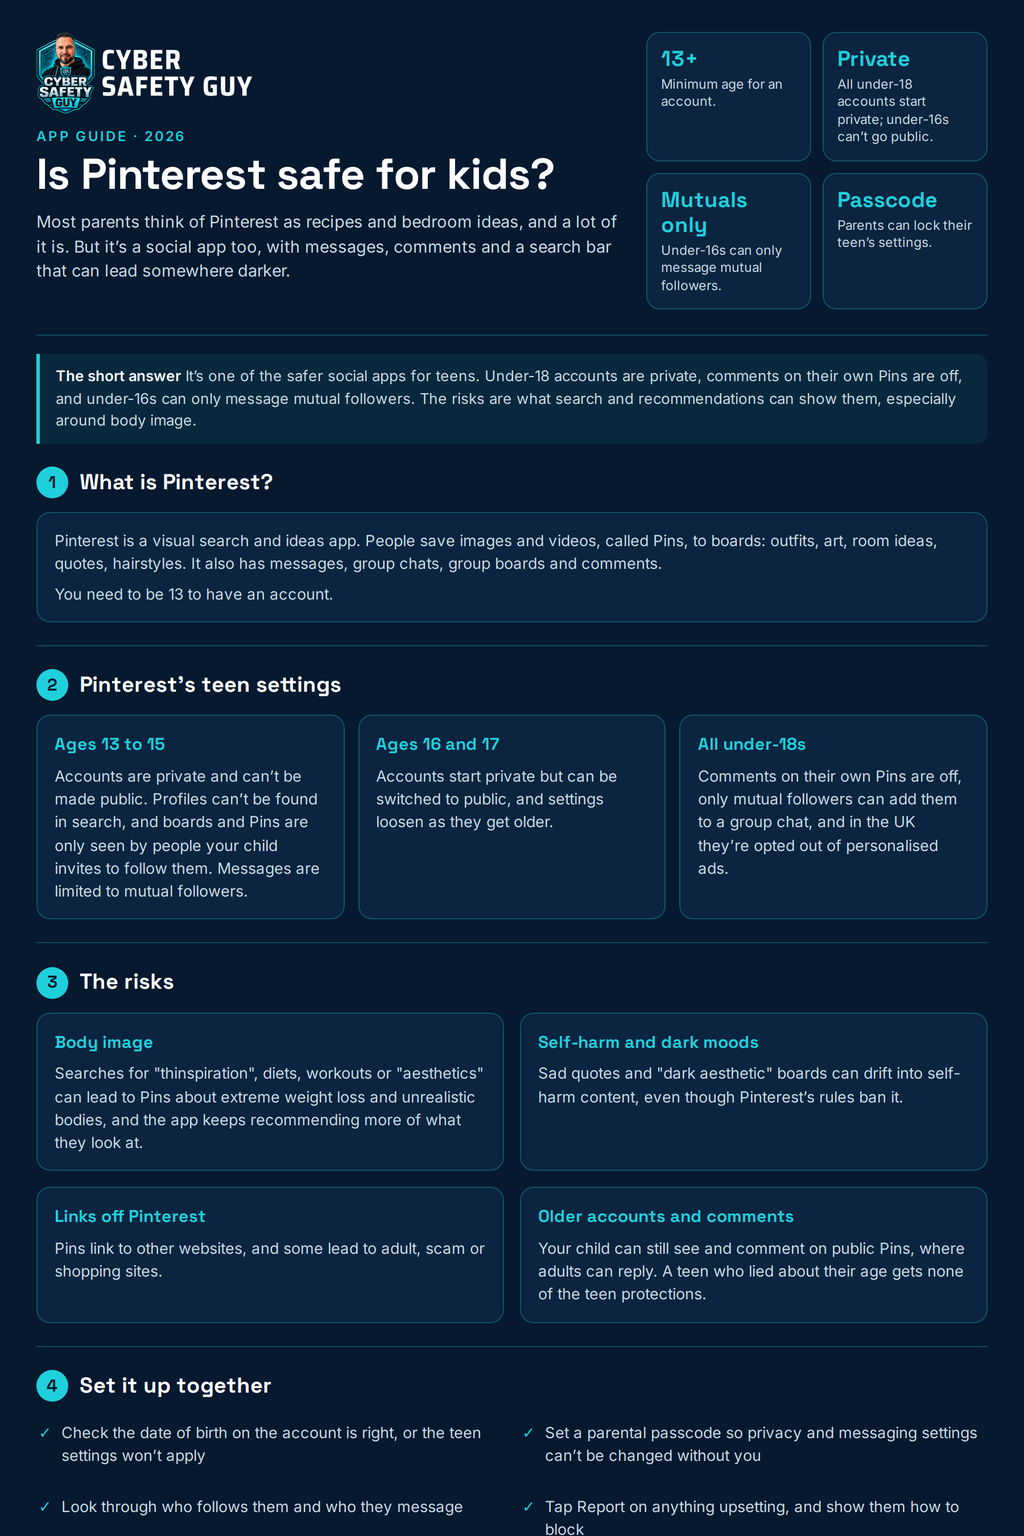 CYBER
SAFETY
GUY
CYBER
SAFETY GUY
APP GUIDE · 2026
Is Pinterest safe for kids?
Most parents think of Pinterest as recipes and bedroom ideas, and a lot of
it is. But it’s a social app too, with messages, comments and a search bar
that can lead somewhere darker.
13+
Minimum age for an
account.
Private
All under-18
accounts start
private; under-16s
can’t go public.
Mutuals
only
Under-16s can only
message mutual
followers.
Passcode
Parents can lock their
teen’s settings.
The short answer It’s one of the safer social apps for teens. Under-18 accounts are private, comments on their own Pins are off,
and under-16s can only message mutual followers. The risks are what search and recommendations can show them, especially
around body image.
1 What is Pinterest?
Pinterest is a visual search and ideas app. People save images and videos, called Pins, to boards: outfits, art, room ideas,
quotes, hairstyles. It also has messages, group chats, group boards and comments.
You need to be 13 to have an account.
2 Pinterest’s teen settings
Ages 13 to 15
Accounts are private and can’t be
made public. Profiles can’t be found
in search, and boards and Pins are
only seen by people your child
invites to follow them. Messages are
limited to mutual followers.
Ages 16 and 17
Accounts start private but can be
switched to public, and settings
loosen as they get older.
All under-18s
Comments on their own Pins are off,
only mutual followers can add them
to a group chat, and in the UK
they’re opted out of personalised
ads.
3 The risks
Body image
Searches for "thinspiration", diets, workouts or "aesthetics"
can lead to Pins about extreme weight loss and unrealistic
bodies, and the app keeps recommending more of what
they look at.
Self-harm and dark moods
Sad quotes and "dark aesthetic" boards can drift into self-
harm content, even though Pinterest’s rules ban it.
Links off Pinterest
Pins link to other websites, and some lead to adult, scam or
shopping sites.
Older accounts and comments
Your child can still see and comment on public Pins, where
adults can reply. A teen who lied about their age gets none
of the teen protections.
4 Set it up together
✓ Check the date of birth on the account is right, or the teen
settings won’t apply
✓ Set a parental passcode so privacy and messaging settings
can’t be changed without you
✓ Look through who follows them and who they message
✓ Tap Report on anything upsetting, and show them how to
block